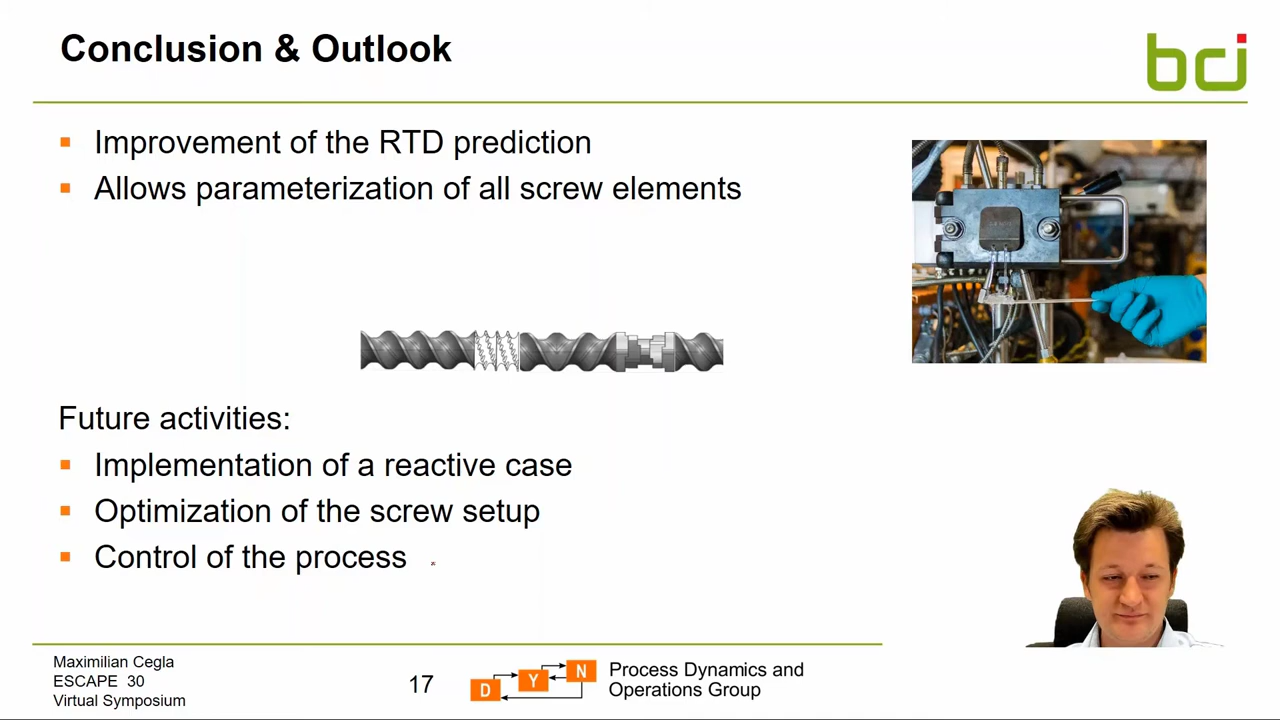 Conclusion & Outlook
bci
Improvement of the RTD prediction
Allows parameterization of all screw elements
Future activities:
Implementation of a reactive case
Optimization of the screw setup
Control of the process
Maximilian Cegla
ESCAPE 30
Virtual Symposium
17
D Y N
Process Dynamics and
Operations Group